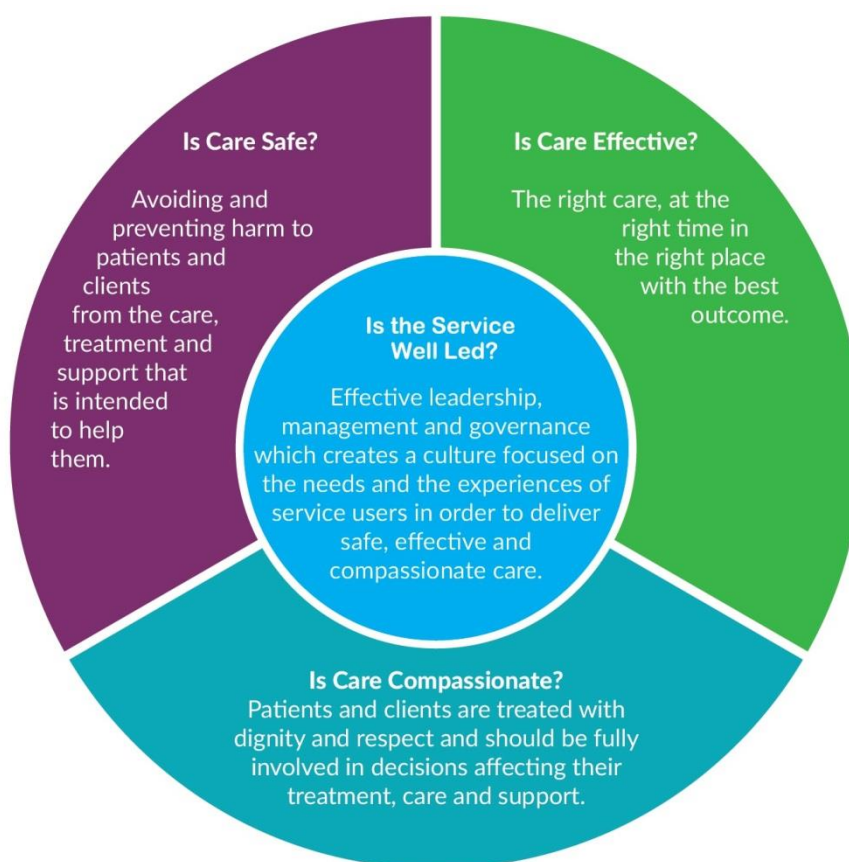 Is Care Safe?
Avoiding and
preventing harm to
patients and
clients
from the care,
treatment and
support that
is intended
to help
them.
Is Care Effective?
The right care, at the
right time in
the right place
with the best
outcome.
Is the Service
Well Led?
Effective leadership,
management and governance
which creates a culture focused on
the needs and the experiences of
service users in order to deliver
safe, effective and
compassionate care.
Is Care Compassionate?
Patients and clients are treated with
dignity and respect and should be fully
involved in decisions affecting their
treatment, care and support.